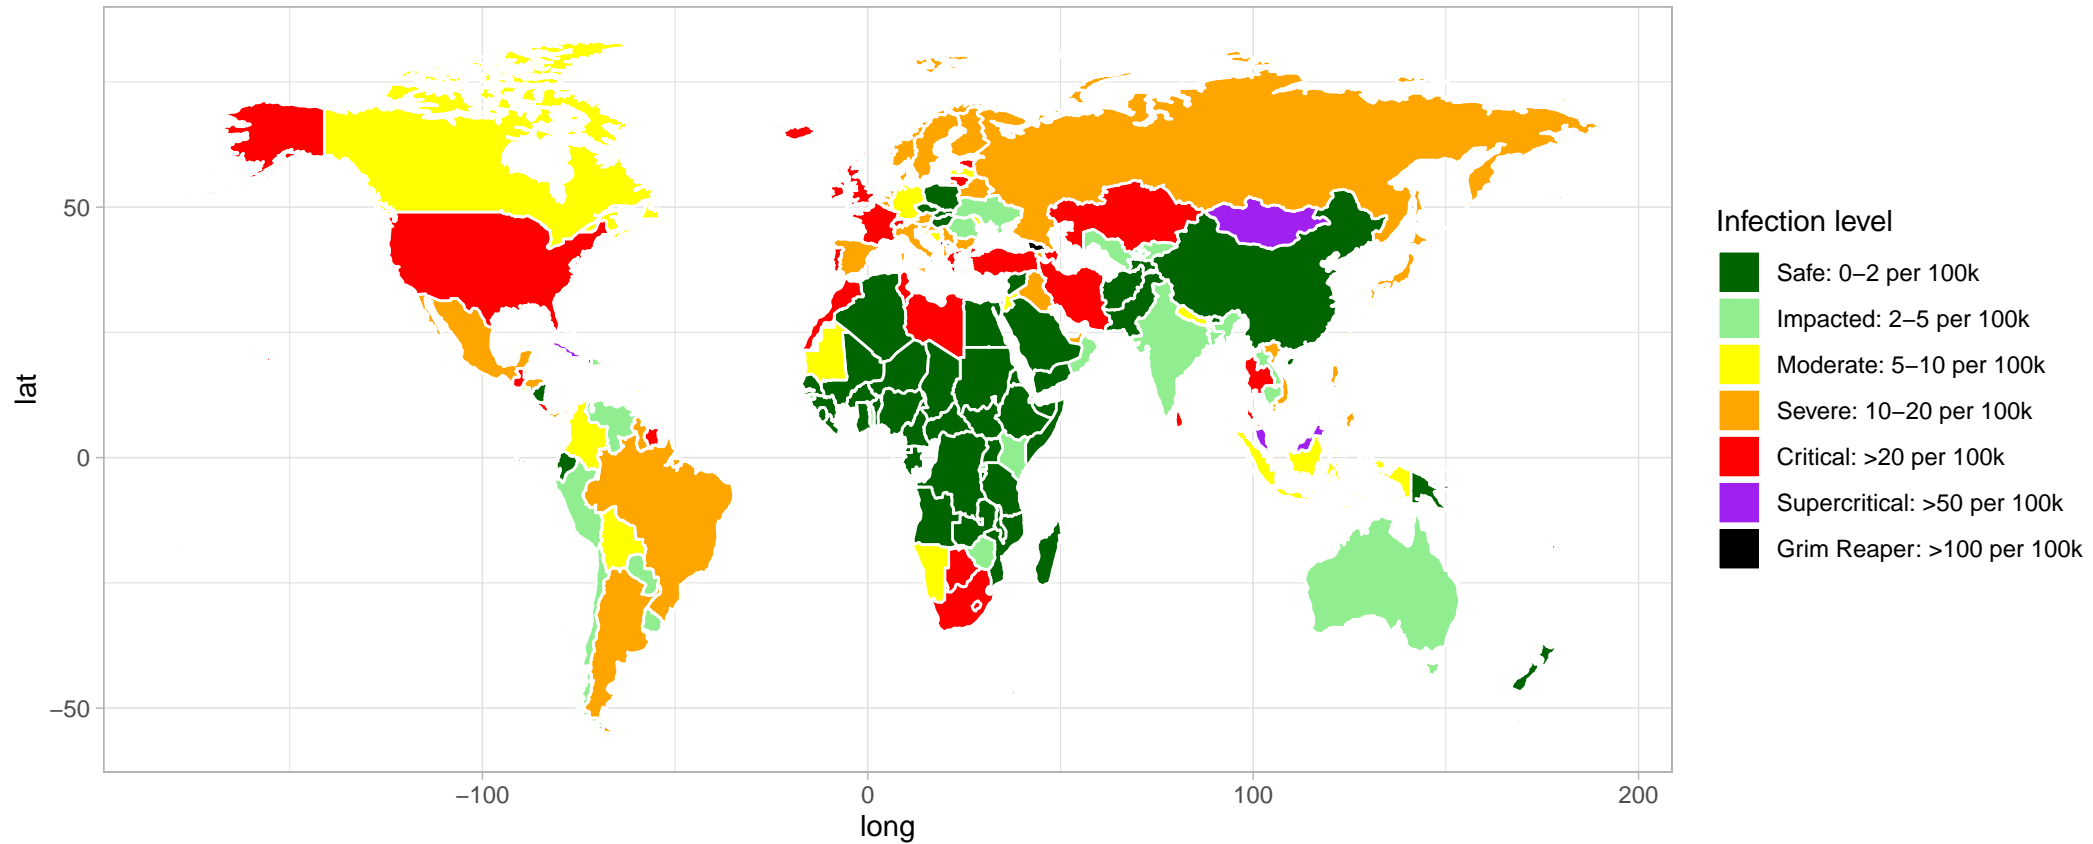 50
0
−50
lat
−100
0
100
200
long
Infection level
Safe: 0−2 per 100k
Impacted: 2−5 per 100k
Moderate: 5−10 per 100k
Severe: 10−20 per 100k
Critical: >20 per 100k
Supercritical: >50 per 100k
Grim Reaper: >100 per 100k